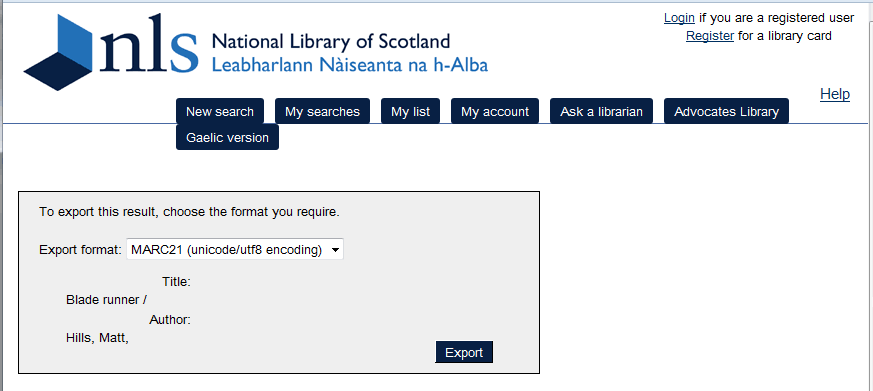 Login if you are a registered user
Register for a library card
nls
National Library of Scotland
Leabharlann Nàiseanta na h-Alba
Help
New search
My searches
My list
My account
Ask a librarian
Advocates Library
Gaelic version
To export this result, choose the format you require.
Export format: MARC21 (unicode/utf8 encoding)
Title:
Blade runner /
Author:
Hills, Matt,
Export